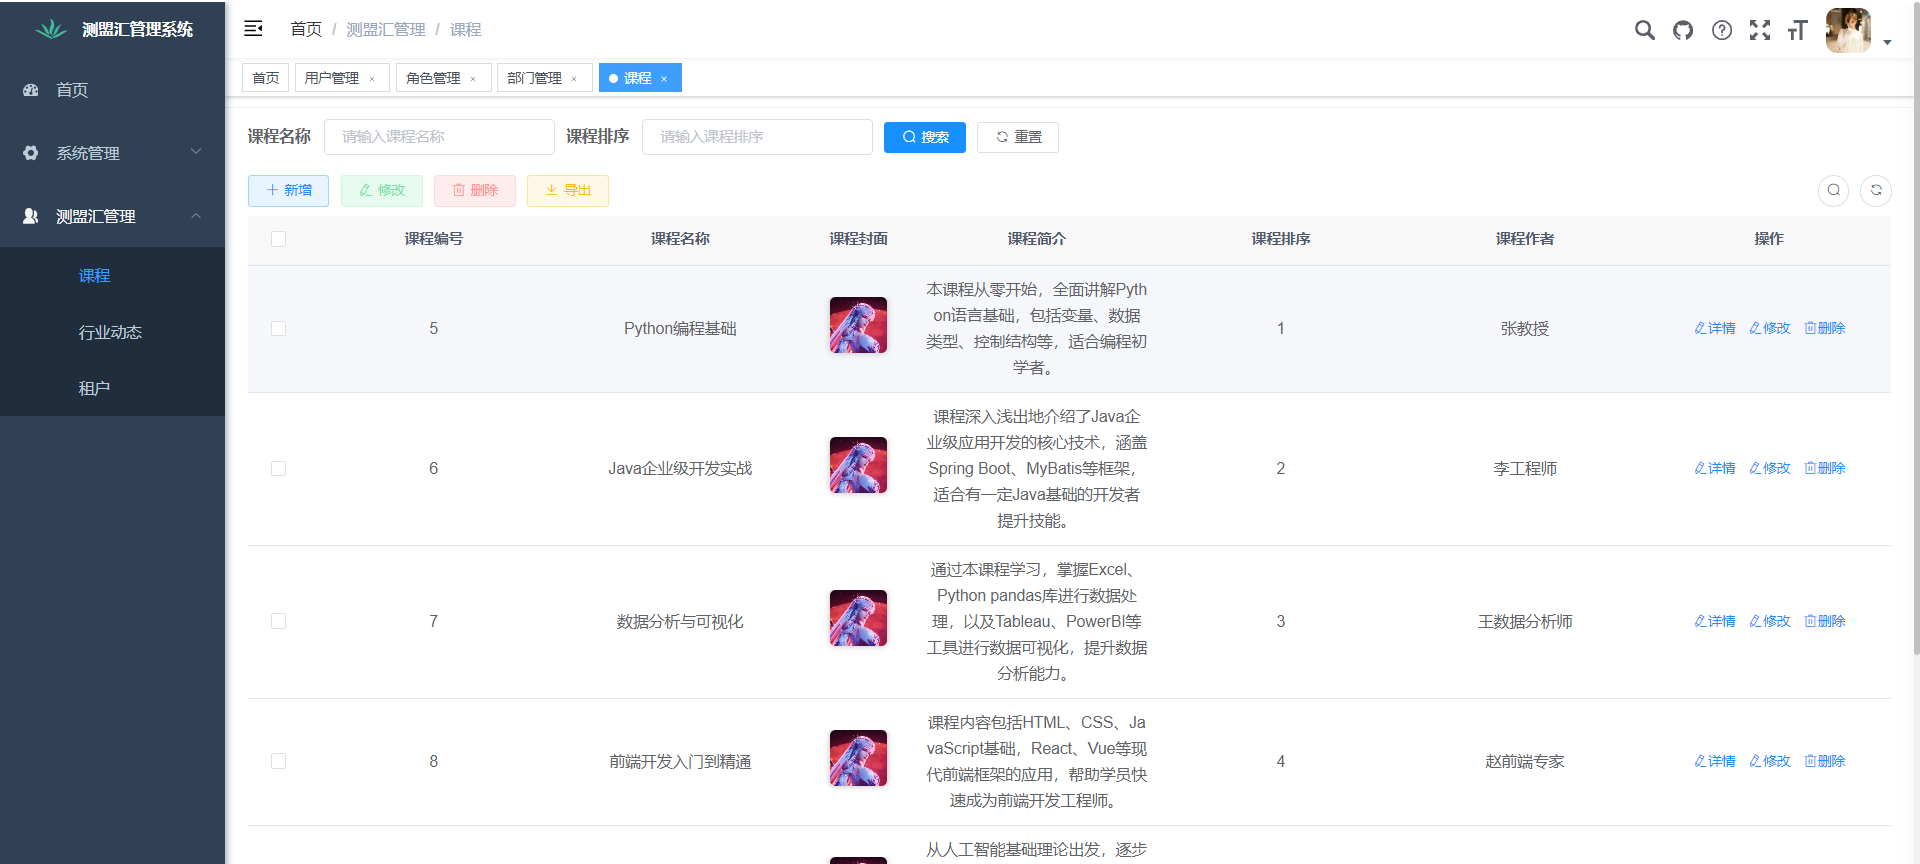 测盟汇管理系统
首页 / 测盟汇管理 / 课程
首页
系统管理
测盟汇管理
课程
行业动态
租户
首页 用户管理 × 角色管理 × 部门管理 × 课程 ×
课程名称 请输入课程名称 课程排序 请输入课程排序 搜索 重置
新增 修改 删除 导出
课程编号 课程名称 课程封面 课程简介 课程排序 课程作者 操作
5 Python编程基础
本课程从零开始，全面讲解Pyth
on语言基础，包括变量、数据
类型、控制结构等，适合编程初
学者。
1 张教授 详情 修改 删除
6 Java企业级开发实战
课程深入浅出地介绍了Java企
业级应用开发的核心技术，涵盖
Spring Boot、MyBatis等框架，
适合有一定Java基础的开发者
提升技能。
2 李工程师 详情 修改 删除
7 数据分析与可视化
通过本课程学习，掌握Excel、
Python pandas库进行数据处
理，以及Tableau、PowerBI等
工具进行数据可视化，提升数据
分析能力。
3 王数据分析师 详情 修改 删除
8 前端开发入门到精通
课程内容包括HTML、CSS、Ja
vaScript基础，React、Vue等现
代前端框架的应用，帮助学员快
速成为前端开发工程师。
4 赵前端专家 详情 修改 删除
从人工智能基础理论出发，逐步